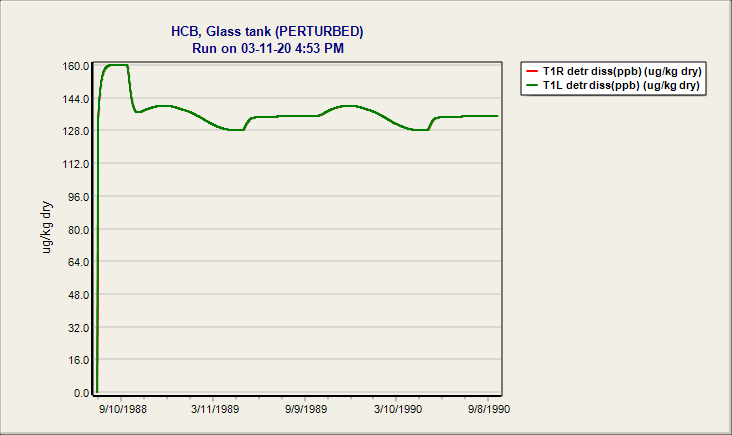 HCB, Glass tank (PERTURBED)
Run on 03-11-20 4:53 PM
T1R detr diss(ppb) (ug/kg dry)
T1L detr diss(ppb) (ug/kg dry)
160.0
144.0
128.0
112.0
96.0
80.0
64.0
48.0
32.0
16.0
0.0
ug/kg dry
9/10/1988 3/11/1989 9/9/1989 3/10/1990 9/8/1990